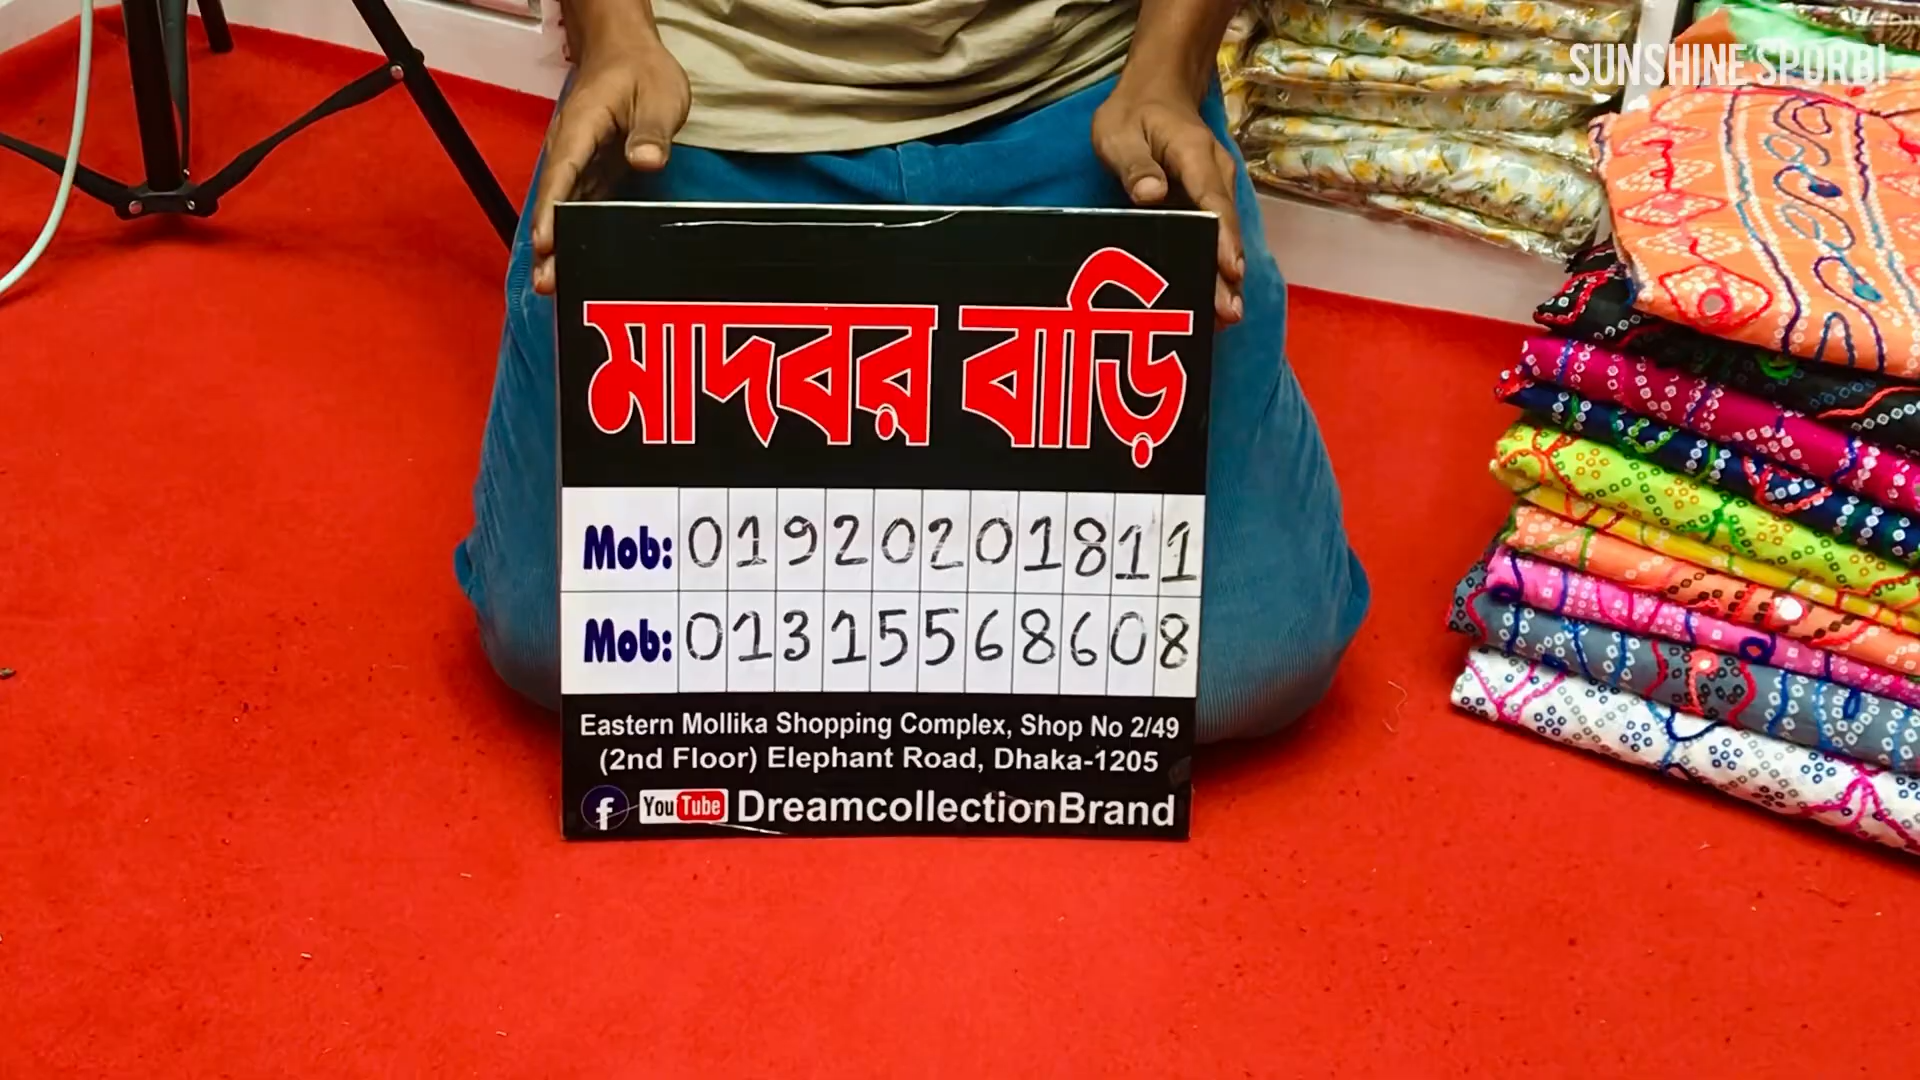 SUNSHINE SPORBI
মাদবর বাড়ি
Mob: 01920201811
Mob: 01315568608
Eastern Mollika Shopping Complex, Shop No 2/49
(2nd Floor) Elephant Road, Dhaka-1205
f YouTube DreamcollectionBrand